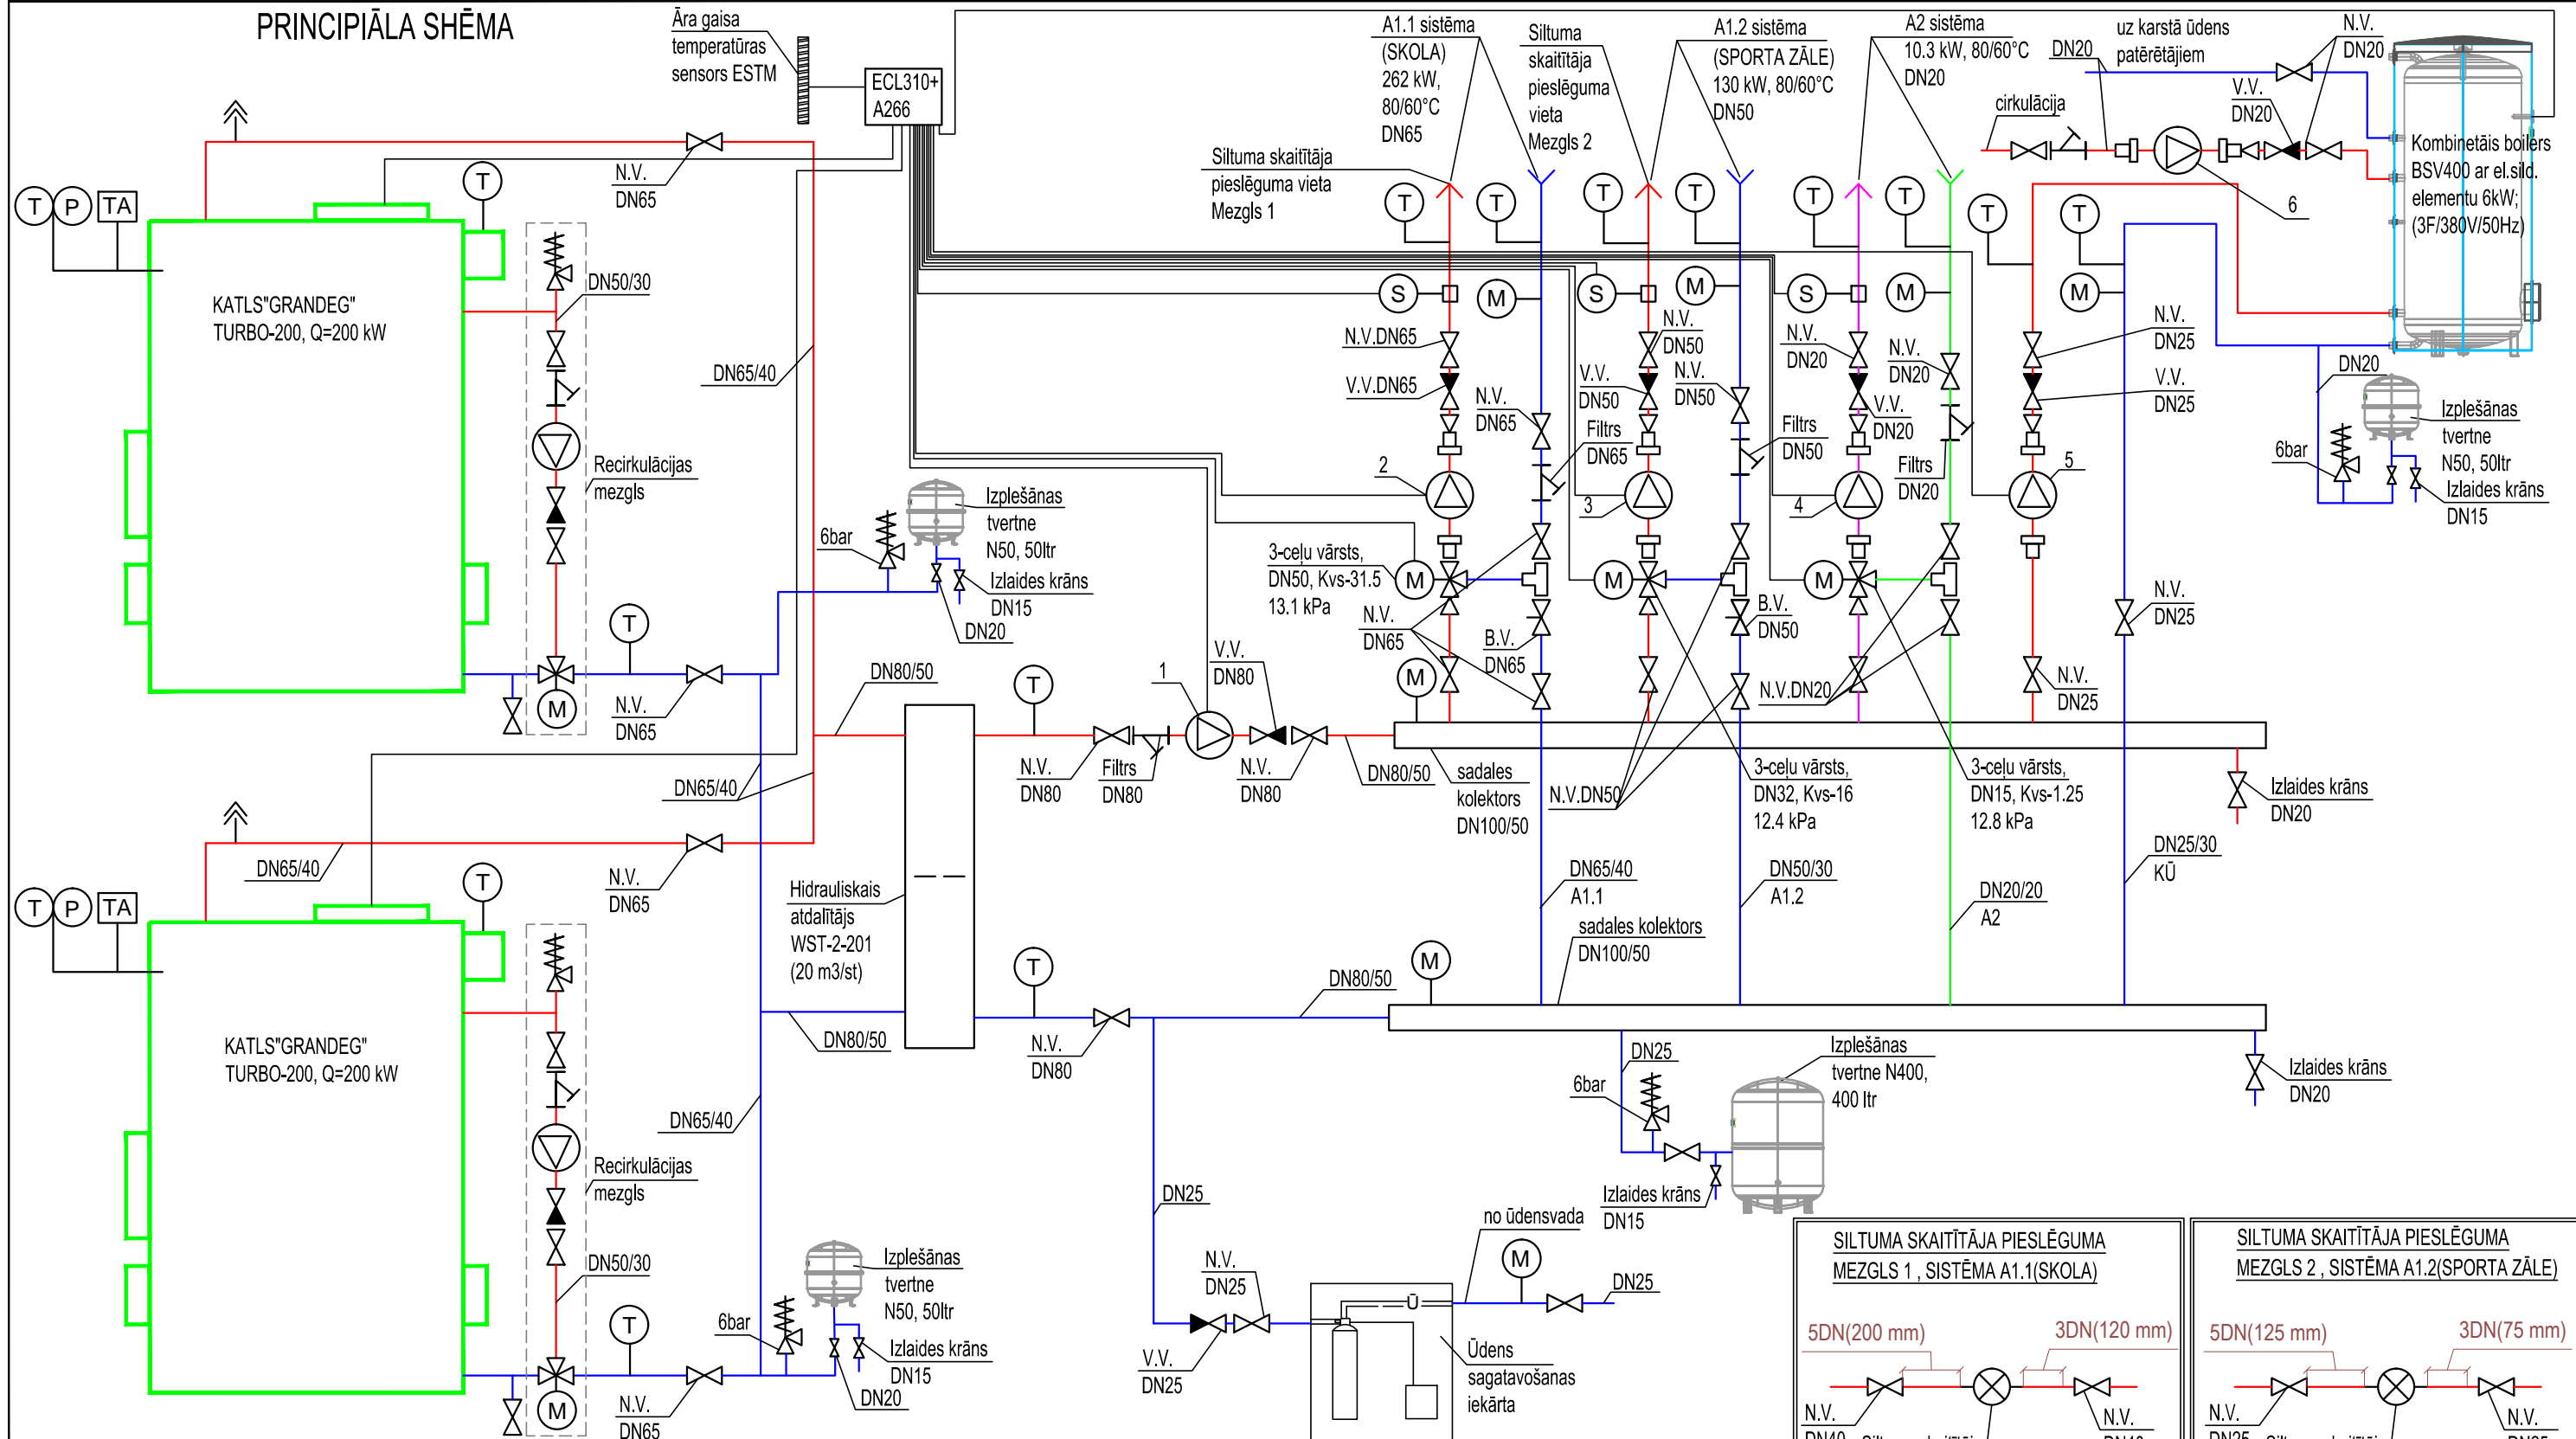 PRINCIPIĀLA SHĒMA
Āra gaisa
temperatūras
sensors ESTM
ECL310+
A266
A1.1 sistēma
(SKOLA)
262 kW,
80/60°C
DN65
Siltuma
skaitītāja
pieslēguma
vieta
Mezgls 2
A1.2 sistēma
(SPORTA ZĀLE)
130 kW, 80/60°C
DN50
A2 sistēma
10.3 kW, 80/60°C
DN20
uz karstā ūdens
patērētājiem
DN20
N.V.
DN20
V.V.
DN20
cirkulācija
6
Kombinētais boilers
BSV400 ar el.sild.
elementu 6kW;
(3F/380V/50Hz)
Siltuma skaitītāja
pieslēguma vieta
Mezgls 1
N.V.
DN65
T
P
TA
T
KATLS"GRANDEG"
TURBO-200, Q=200 kW
DN50/30
DN65/40
Recirkulācijas
mezgls
T
M
N.V.
DN65
6bar
Izplešānas
tvertne
N50, 50ltr
Izlaides krāns
DN15
DN20
T
T
T
T
T
T
T
T
S
M
S
M
S
M
M
N.V.DN65
V.V.DN65
N.V.
DN65
Filtrs
DN65
N.V.
DN50
V.V.
DN50
N.V.
DN50
Filtrs
DN50
N.V.
DN20
V.V.
DN20
N.V.
DN20
Filtrs
DN20
N.V.
DN25
V.V.
DN25
DN20
6bar
Izplešānas
tvertne
N50, 50ltr
Izlaides krāns
DN15
2
3
4
5
3-ceļu vārsts,
DN50, Kvs-31.5
13.1 kPa
M
M
M
N.V.
DN65
B.V.
DN65
B.V.
DN50
N.V.DN20
N.V.
DN25
N.V.
DN25
M
DN80/50
T
1
V.V.
DN80
N.V.
DN80
Filtrs
DN80
N.V.
DN80
DN80/50
sadales
kolektors
DN100/50
N.V.DN50
3-ceļu vārsts,
DN32, Kvs-16
12.4 kPa
3-ceļu vārsts,
DN15, Kvs-1.25
12.8 kPa
Izlaides krāns
DN20
DN65/40
DN65/40
N.V.
DN65
T
P
TA
T
Hidrauliskais
atdalītājs
WST-2-201
(20 m3/st)
DN65/40
A1.1
DN50/30
A1.2
DN20/20
A2
DN25/30
KŪ
sadales kolektors
DN100/50
T
M
DN80/50
DN80/50
N.V.
DN80
KATLS"GRANDEG"
TURBO-200, Q=200 kW
DN65/40
Recirkulācijas
mezgls
DN50/30
T
M
N.V.
DN65
6bar
Izplešānas
tvertne
N50, 50ltr
Izlaides krāns
DN15
DN20
DN25
6bar
Izplešānas
tvertne N400,
400 ltr
Izlaides krāns
DN15
Izlaides krāns
DN20
DN25
N.V.
DN25
V.V.
DN25
no ūdensvada
M
DN25
Ū
Ūdens
sagatavošanas
iekārta
SILTUMA SKAITĪTĀJA PIESLĒGUMA
MEZGLS 1 , SISTĒMA A1.1(SKOLA)
5DN(200 mm)
3DN(120 mm)
N.V.
N.V.
SILTUMA SKAITĪTĀJA PIESLĒGUMA
MEZGLS 2 , SISTĒMA A1.2(SPORTA ZĀLE)
5DN(125 mm)
3DN(75 mm)
N.V.
N.V.